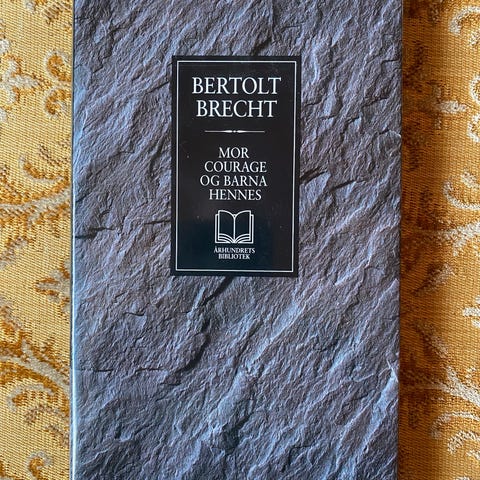 BERTOLT
BRECHT
MOR
COURAGE
OG BARNA
HENNES
ÅRHUNDRETS
BIBLIOTEK